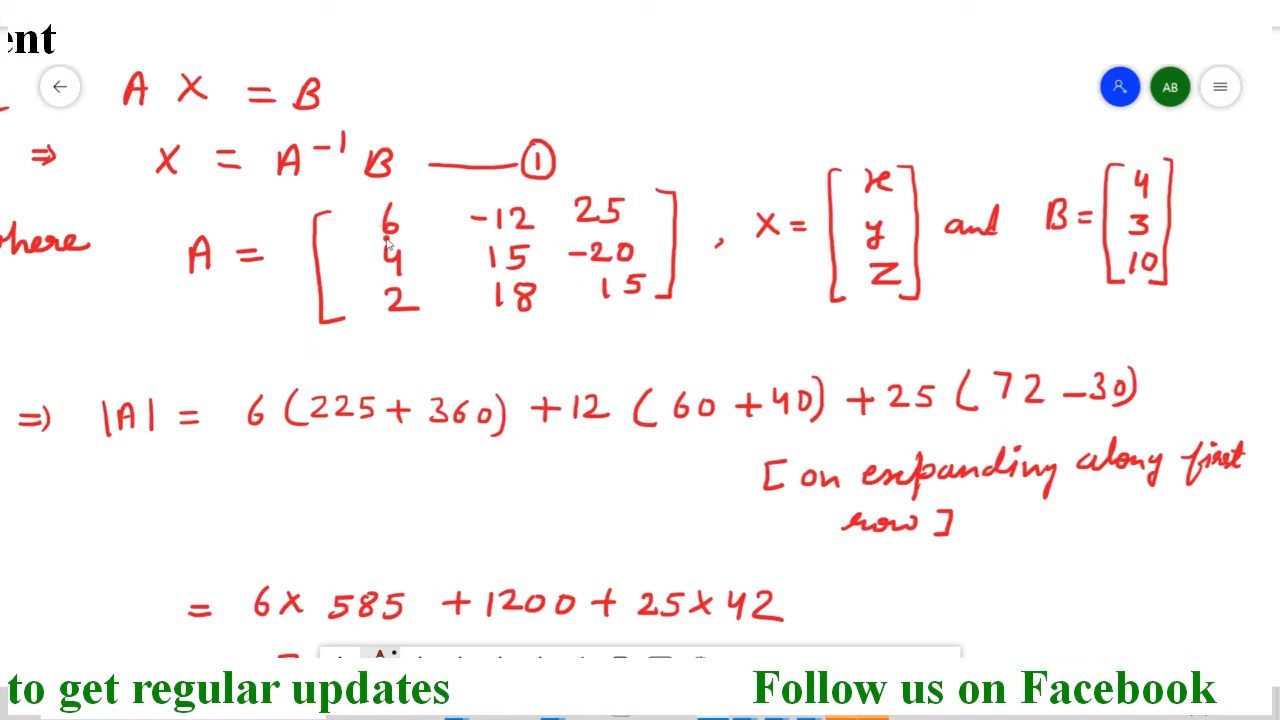 ent
A X = B
AB
⇒ X = A⁻¹ B —— ①
where A = [ 6 -12 25 ; 4 15 -20 ; 2 18 15 ] , X = [ x ; y ; z ] and B = [ 4 ; 3 ; 10 ]
⇒ |A| = 6 (225 + 360) + 12 (60 + 40) + 25 (72 - 30)
[ on expanding along first
row ]
= 6 × 585 + 1200 + 25 × 42
to get regular updates Follow us on Facebook